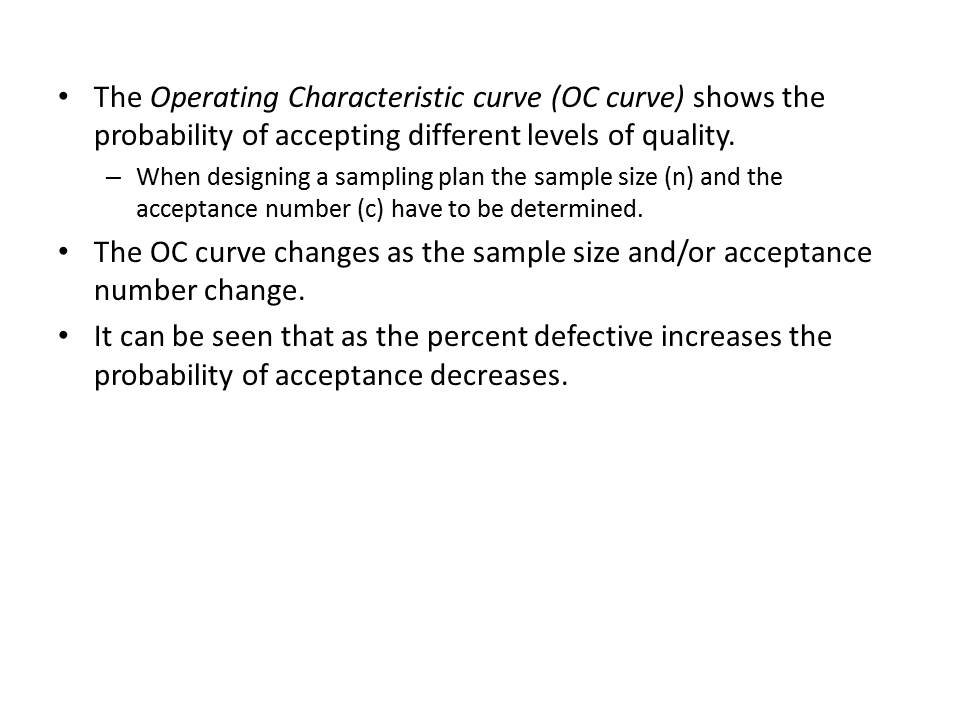 • The Operating Characteristic curve (OC curve) shows the
probability of accepting different levels of quality.
– When designing a sampling plan the sample size (n) and the
acceptance number (c) have to be determined.
• The OC curve changes as the sample size and/or acceptance
number change.
• It can be seen that as the percent defective increases the
probability of acceptance decreases.